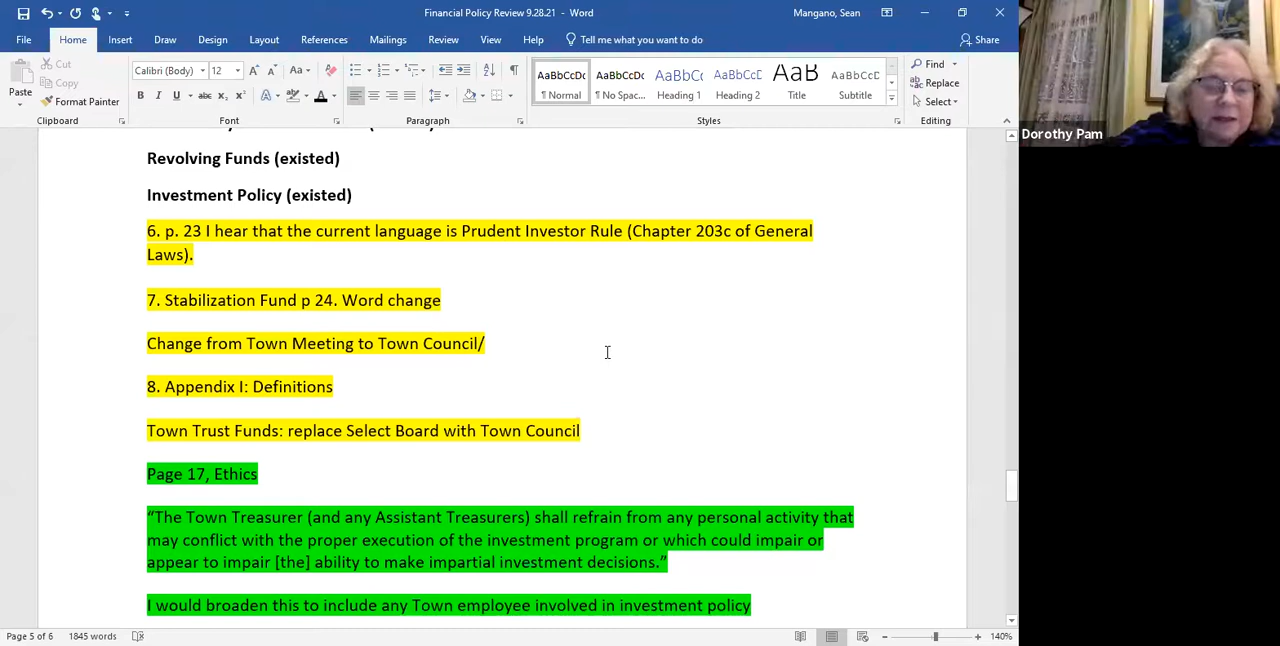 Financial Policy Review 9.28.21 - Word
Mangano, Sean
File Home Insert Draw Design Layout References Mailings Review View Help Tell me what you want to do Share
Paste
Cut
Copy
Format Painter
Clipboard
Calibri (Body) 12
Aa
B I U abc x₂ x²
Font
Paragraph
AaBbCcDc AaBbCcDc AaBbCc AaBbCcC AaB AaBbCcC
¶ Normal ¶ No Spac... Heading 1 Heading 2 Title Subtitle
Styles
Find
Replace
Select
Editing
Dorothy Pam
Revolving Funds (existed)
Investment Policy (existed)
6. p. 23 I hear that the current language is Prudent Investor Rule (Chapter 203c of General
Laws).
7. Stabilization Fund p 24. Word change
Change from Town Meeting to Town Council/
8. Appendix I: Definitions
Town Trust Funds: replace Select Board with Town Council
Page 17, Ethics
“The Town Treasurer (and any Assistant Treasurers) shall refrain from any personal activity that
may conflict with the proper execution of the investment program or which could impair or
appear to impair [the] ability to make impartial investment decisions.”
I would broaden this to include any Town employee involved in investment policy
Page 5 of 6 1845 words 140%